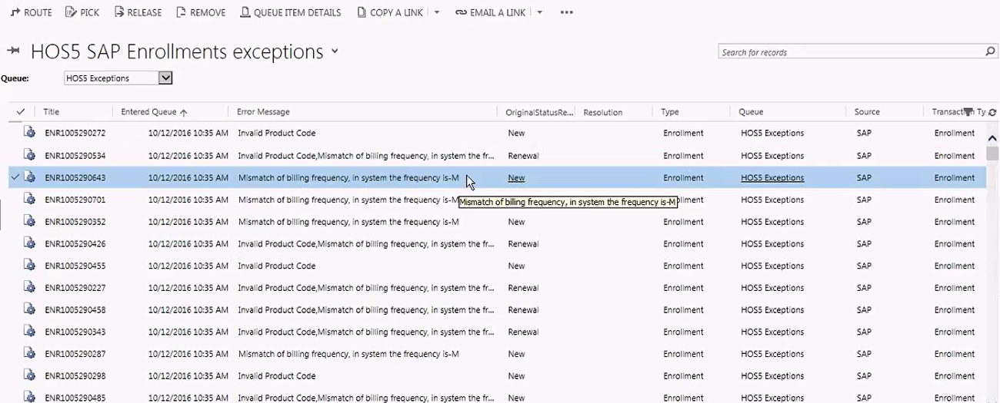 ROUTE PICK RELEASE REMOVE QUEUE ITEM DETAILS COPY A LINK EMAIL A LINK •••
HOS5 SAP Enrollments exceptions
Search for records
Queue: HOS5 Exceptions
Title Entered Queue Error Message OriginalStatusRe... Resolution Type Queue Source Transaction Ty
ENR1005290272 10/12/2016 10:35 AM Invalid Product Code New Enrollment HOS5 Exceptions SAP Enrollment
ENR1005290534 10/12/2016 10:35 AM Invalid Product Code,Mismatch of billing frequency, in system the fr... Renewal Enrollment HOS5 Exceptions SAP Enrollment
ENR1005290643 10/12/2016 10:35 AM Mismatch of billing frequency, in system the frequency is-M New Enrollment HOS5 Exceptions SAP Enrollment
ENR1005290701 10/12/2016 10:35 AM Mismatch of billing frequency, in system the frequency is-M HOS5 Exceptions SAP Enrollment
Mismatch of billing frequency, in system the frequency is-M
ENR1005290352 10/12/2016 10:35 AM Mismatch of billing frequency, in system the frequency is-M New Enrollment HOS5 Exceptions SAP Enrollment
ENR1005290426 10/12/2016 10:35 AM Invalid Product Code,Mismatch of billing frequency, in system the fr... Renewal Enrollment HOS5 Exceptions SAP Enrollment
ENR1005290455 10/12/2016 10:35 AM Invalid Product Code New Enrollment HOS5 Exceptions SAP Enrollment
ENR1005290227 10/12/2016 10:35 AM Invalid Product Code,Mismatch of billing frequency, in system the fr... Renewal Enrollment HOS5 Exceptions SAP Enrollment
ENR1005290458 10/12/2016 10:35 AM Invalid Product Code,Mismatch of billing frequency, in system the fr... Renewal Enrollment HOS5 Exceptions SAP Enrollment
ENR1005290343 10/12/2016 10:35 AM Invalid Product Code,Mismatch of billing frequency, in system the fr... Renewal Enrollment HOS5 Exceptions SAP Enrollment
ENR1005290287 10/12/2016 10:35 AM Mismatch of billing frequency, in system the frequency is-M New Enrollment HOS5 Exceptions SAP Enrollment
ENR1005290298 10/12/2016 10:35 AM Invalid Product Code New Enrollment HOS5 Exceptions SAP Enrollment
ENR1005290485 10/12/2016 10:35 AM Invalid Product Code New Enrollment HOS5 Exceptions SAP Enrollment